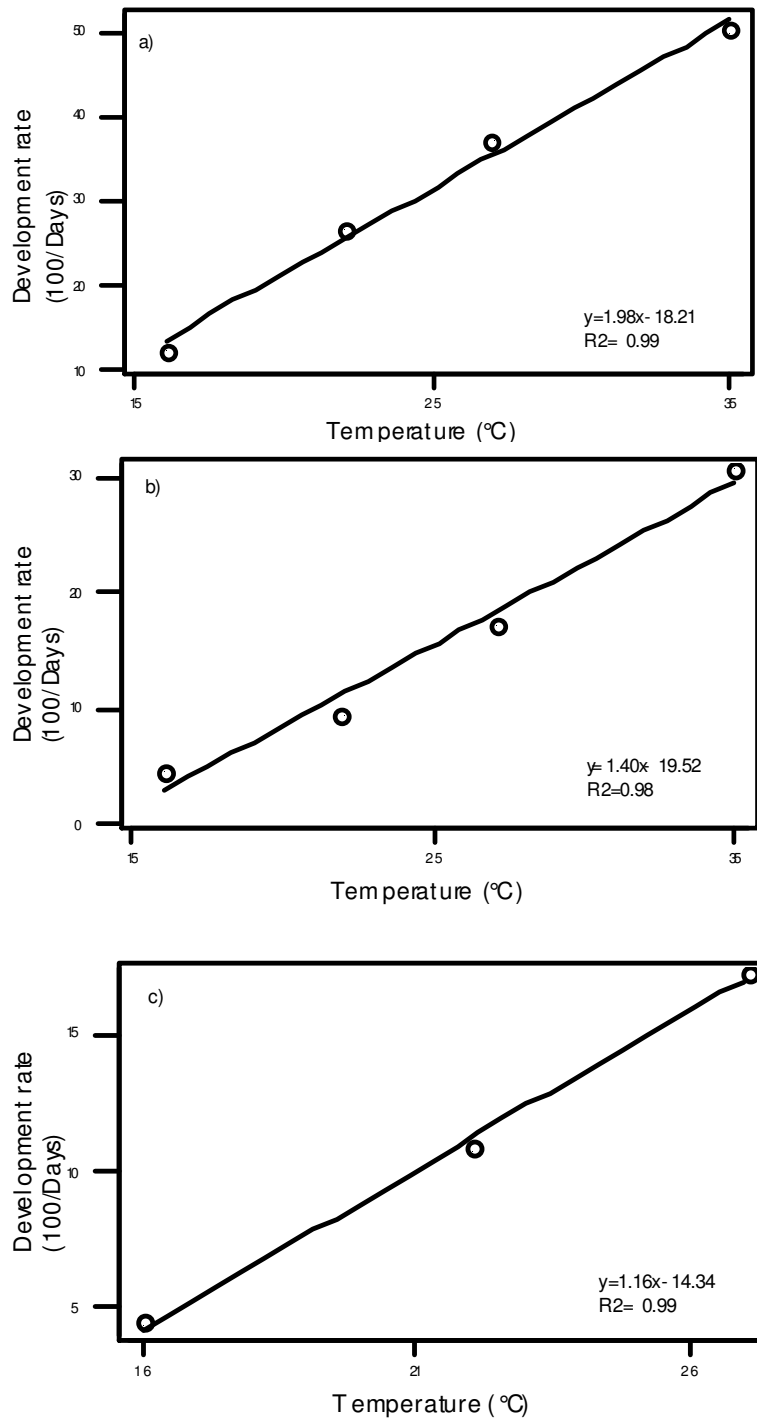 a)
50
40
30
20
10
Development rate
(100/Days)
y=1.98x- 18.21
R2= 0.99
15
25
35
Temperature (°C)
b)
30
20
10
0
Development rate
(100/Days)
y= 1.40x- 19.52
R2=0.98
15
25
35
Temperature (°C)
c)
15
10
5
Development rate
(100/Days)
y=1.16x- 14.34
R2= 0.99
16
21
26
Temperature (°C)